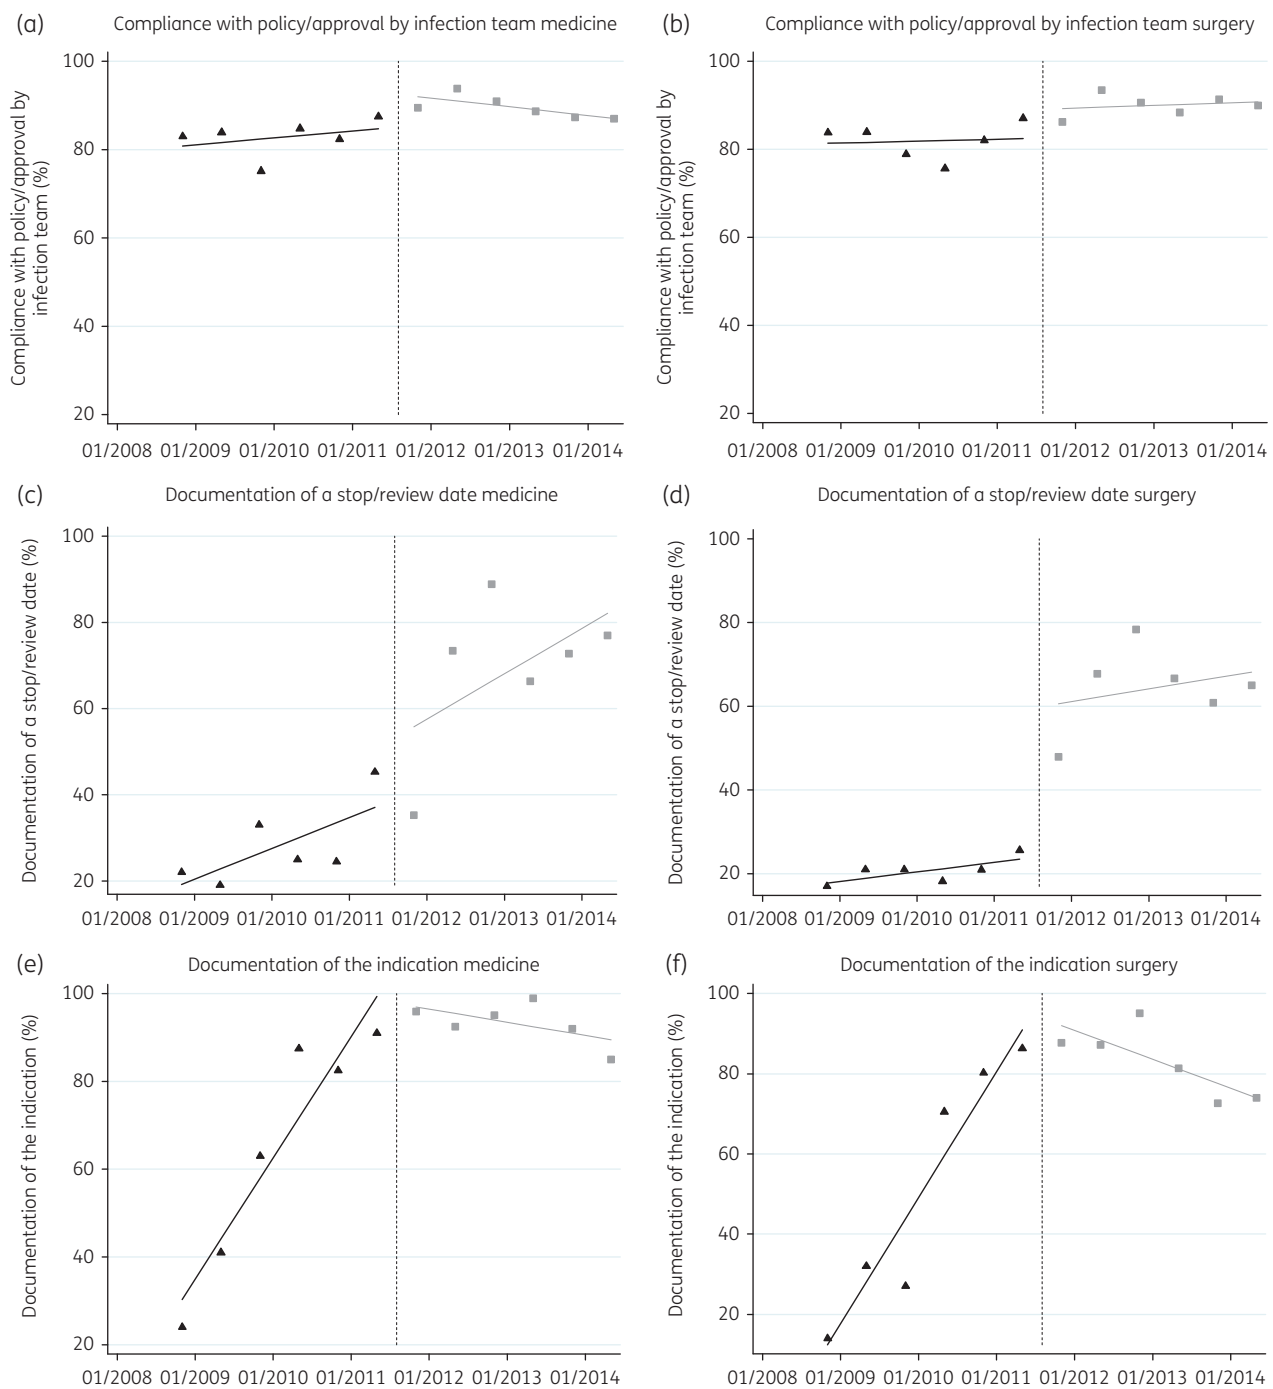 (a)
Compliance with policy/approval by infection team medicine
Compliance with policy/approval by
infection team (%)
100
80
60
40
20
01/2008 01/2009 01/2010 01/2011 01/2012 01/2013 01/2014
(b)
Compliance with policy/approval by infection team surgery
Compliance with policy/approval by
infection team (%)
100
80
60
40
20
01/2008 01/2009 01/2010 01/2011 01/2012 01/2013 01/2014
(c)
Documentation of a stop/review date medicine
Documentation of a stop/review date (%)
100
80
60
40
20
01/2008 01/2009 01/2010 01/2011 01/2012 01/2013 01/2014
(d)
Documentation of a stop/review date surgery
Documentation of a stop/review date (%)
100
80
60
40
20
01/2008 01/2009 01/2010 01/2011 01/2012 01/2013 01/2014
(e)
Documentation of the indication medicine
Documentation of the indication (%)
100
80
60
40
20
01/2008 01/2009 01/2010 01/2011 01/2012 01/2013 01/2014
(f)
Documentation of the indication surgery
Documentation of the indication (%)
100
80
60
40
20
01/2008 01/2009 01/2010 01/2011 01/2012 01/2013 01/2014